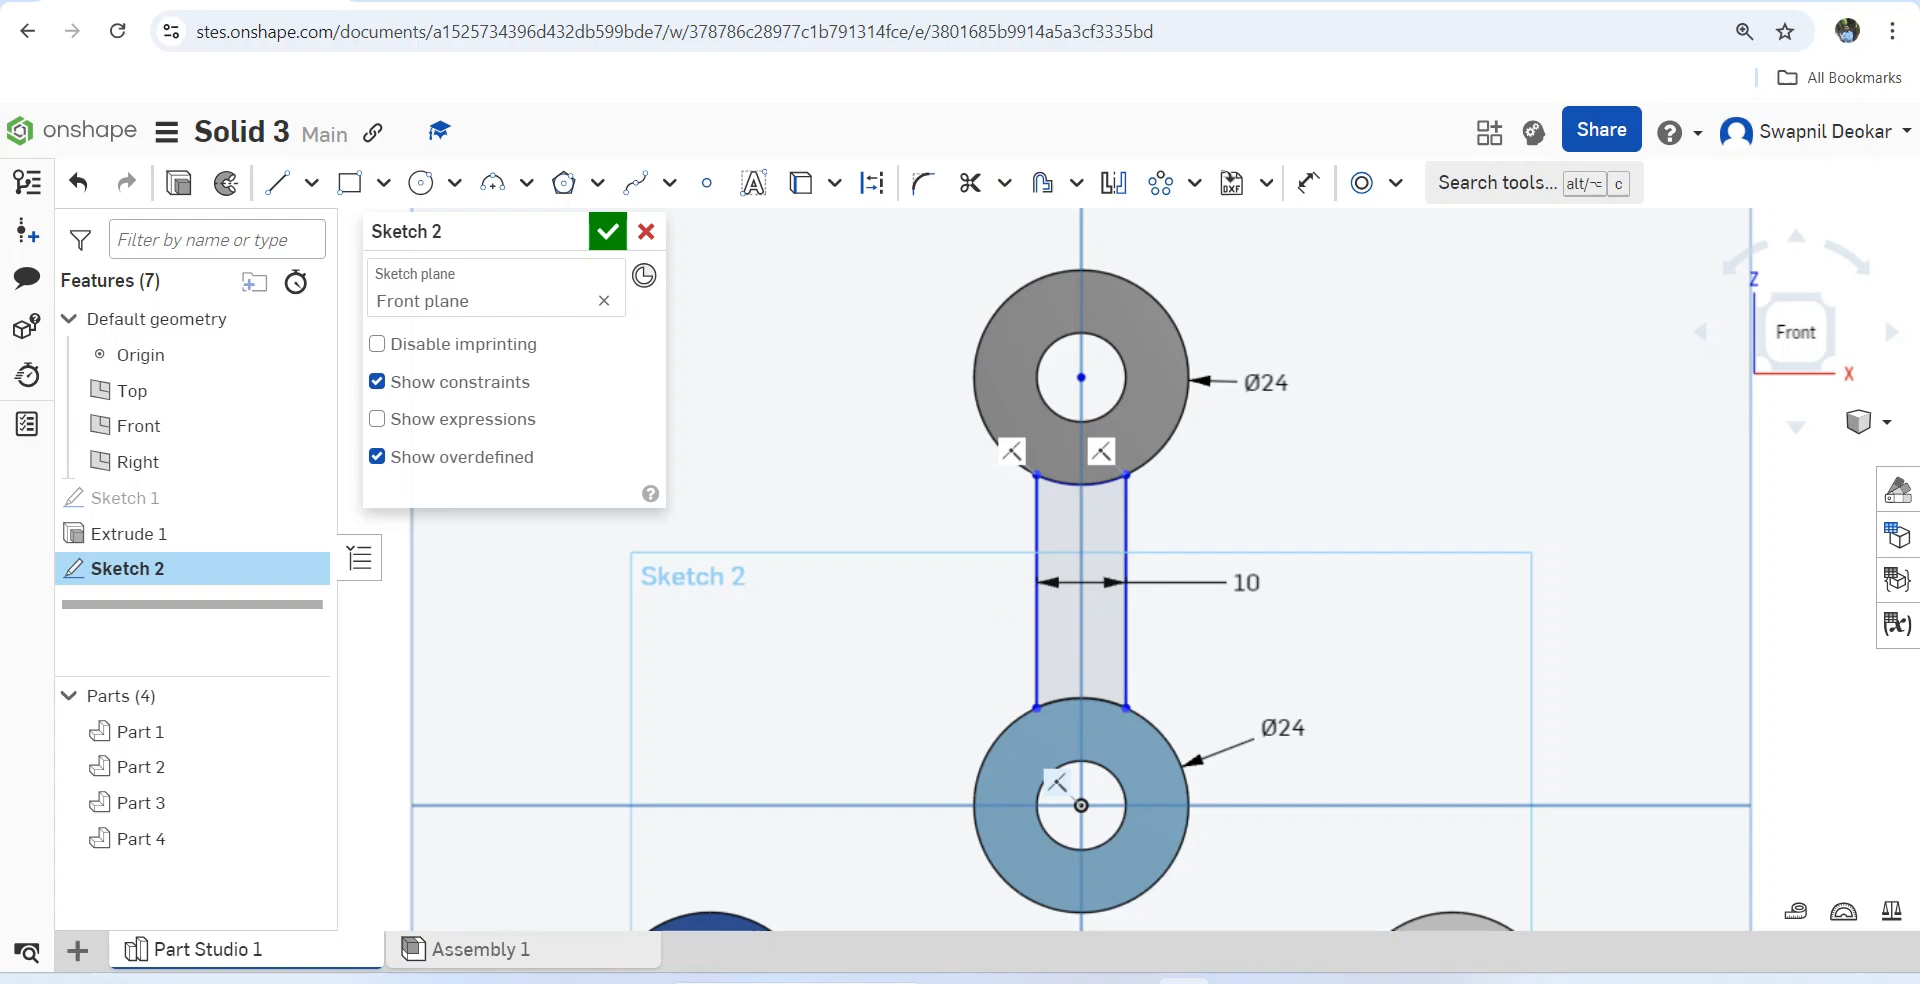 stes.onshape.com/documents/a1525734396d432db599bde7/w/378786c28977c1b791314fce/e/3801685b9914a5a3cf3335bd
All Bookmarks
onshape Solid 3 Main Share Swapnil Deokar
Search tools... alt/⌥ c
DXF
Filter by name or type
Features (7)
Default geometry
Origin
Top
Front
Right
Sketch 1
Extrude 1
Sketch 2
Parts (4)
Part 1
Part 2
Part 3
Part 4
Sketch 2
Sketch plane
Front plane
Disable imprinting
Show constraints
Show expressions
Show overdefined
Ø24
Sketch 2
10
Ø24
Z
Front
X
Part Studio 1
Assembly 1